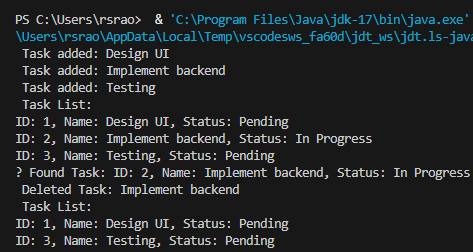 PS C:\Users\rsrao>  & 'C:\Program Files\Java\jdk-17\bin\java.exe'
\Users\rsrao\AppData\Local\Temp\vscodesws_fa60d\jdt_ws\jdt.ls-java
Task added: Design UI
Task added: Implement backend
Task added: Testing
Task List:
ID: 1, Name: Design UI, Status: Pending
ID: 2, Name: Implement backend, Status: In Progress
ID: 3, Name: Testing, Status: Pending
? Found Task: ID: 2, Name: Implement backend, Status: In Progress
Deleted Task: Implement backend
Task List:
ID: 1, Name: Design UI, Status: Pending
ID: 3, Name: Testing, Status: Pending